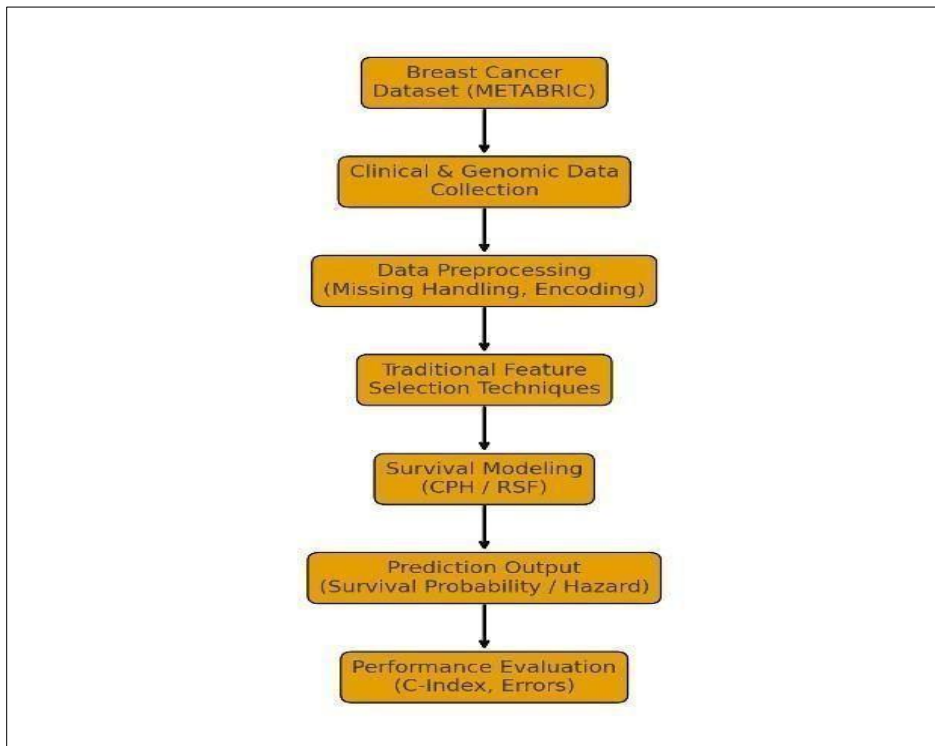 Breast Cancer
Dataset (METABRIC)
Clinical & Genomic Data
Collection
Data Preprocessing
(Missing Handling, Encoding)
Traditional Feature
Selection Techniques
Survival Modeling
(CPH / RSF)
Prediction Output
(Survival Probability / Hazard)
Performance Evaluation
(C-Index, Errors)